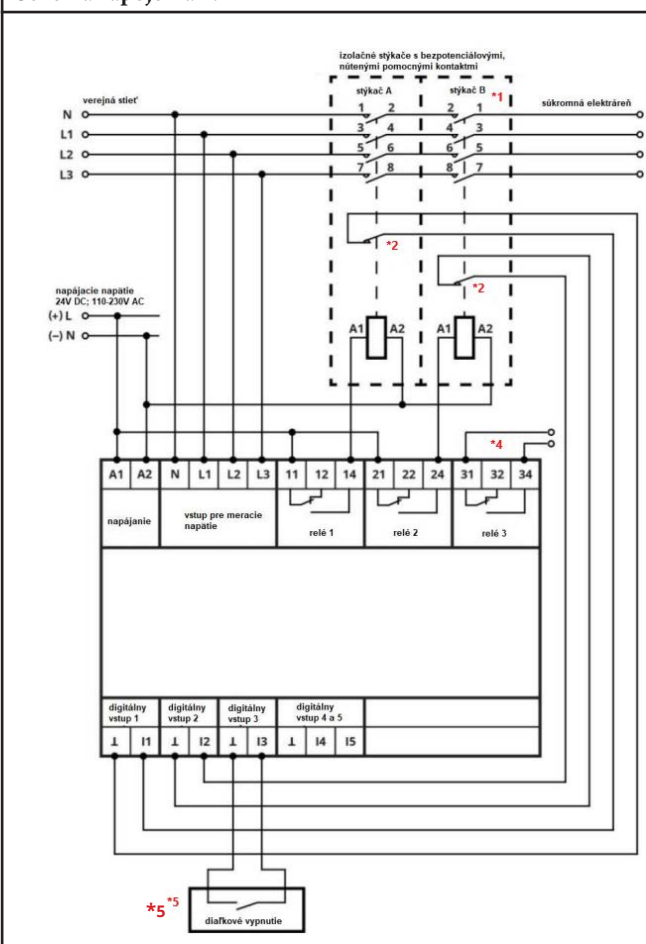 izolačné stýkače s bezpotenciálovými,
nútenými pomocnými kontaktmi
stýkač A
stýkač B
*1
verejná stieť
súkromná elektráreň
N
1 2
2 1
L1
3 4
4 3
L2
5 6
6 5
L3
7 8
8 7
*2
*2
napájacie napätie
24V DC; 110-230V AC
(+) L
(−) N
A1 A2
A1 A2
*4
A1 A2 N L1 L2 L3 11 12 14 21 22 24 31 32 34
napájanie
vstup pre meracie
napätie
relé 1
relé 2
relé 3
digitálny
vstup 1
digitálny
vstup 2
digitálny
vstup 3
digitálny
vstup 4 a 5
⊥ I1 ⊥ I2 ⊥ I3 ⊥ I4 I5
*5 *5
diaľkové vypnutie